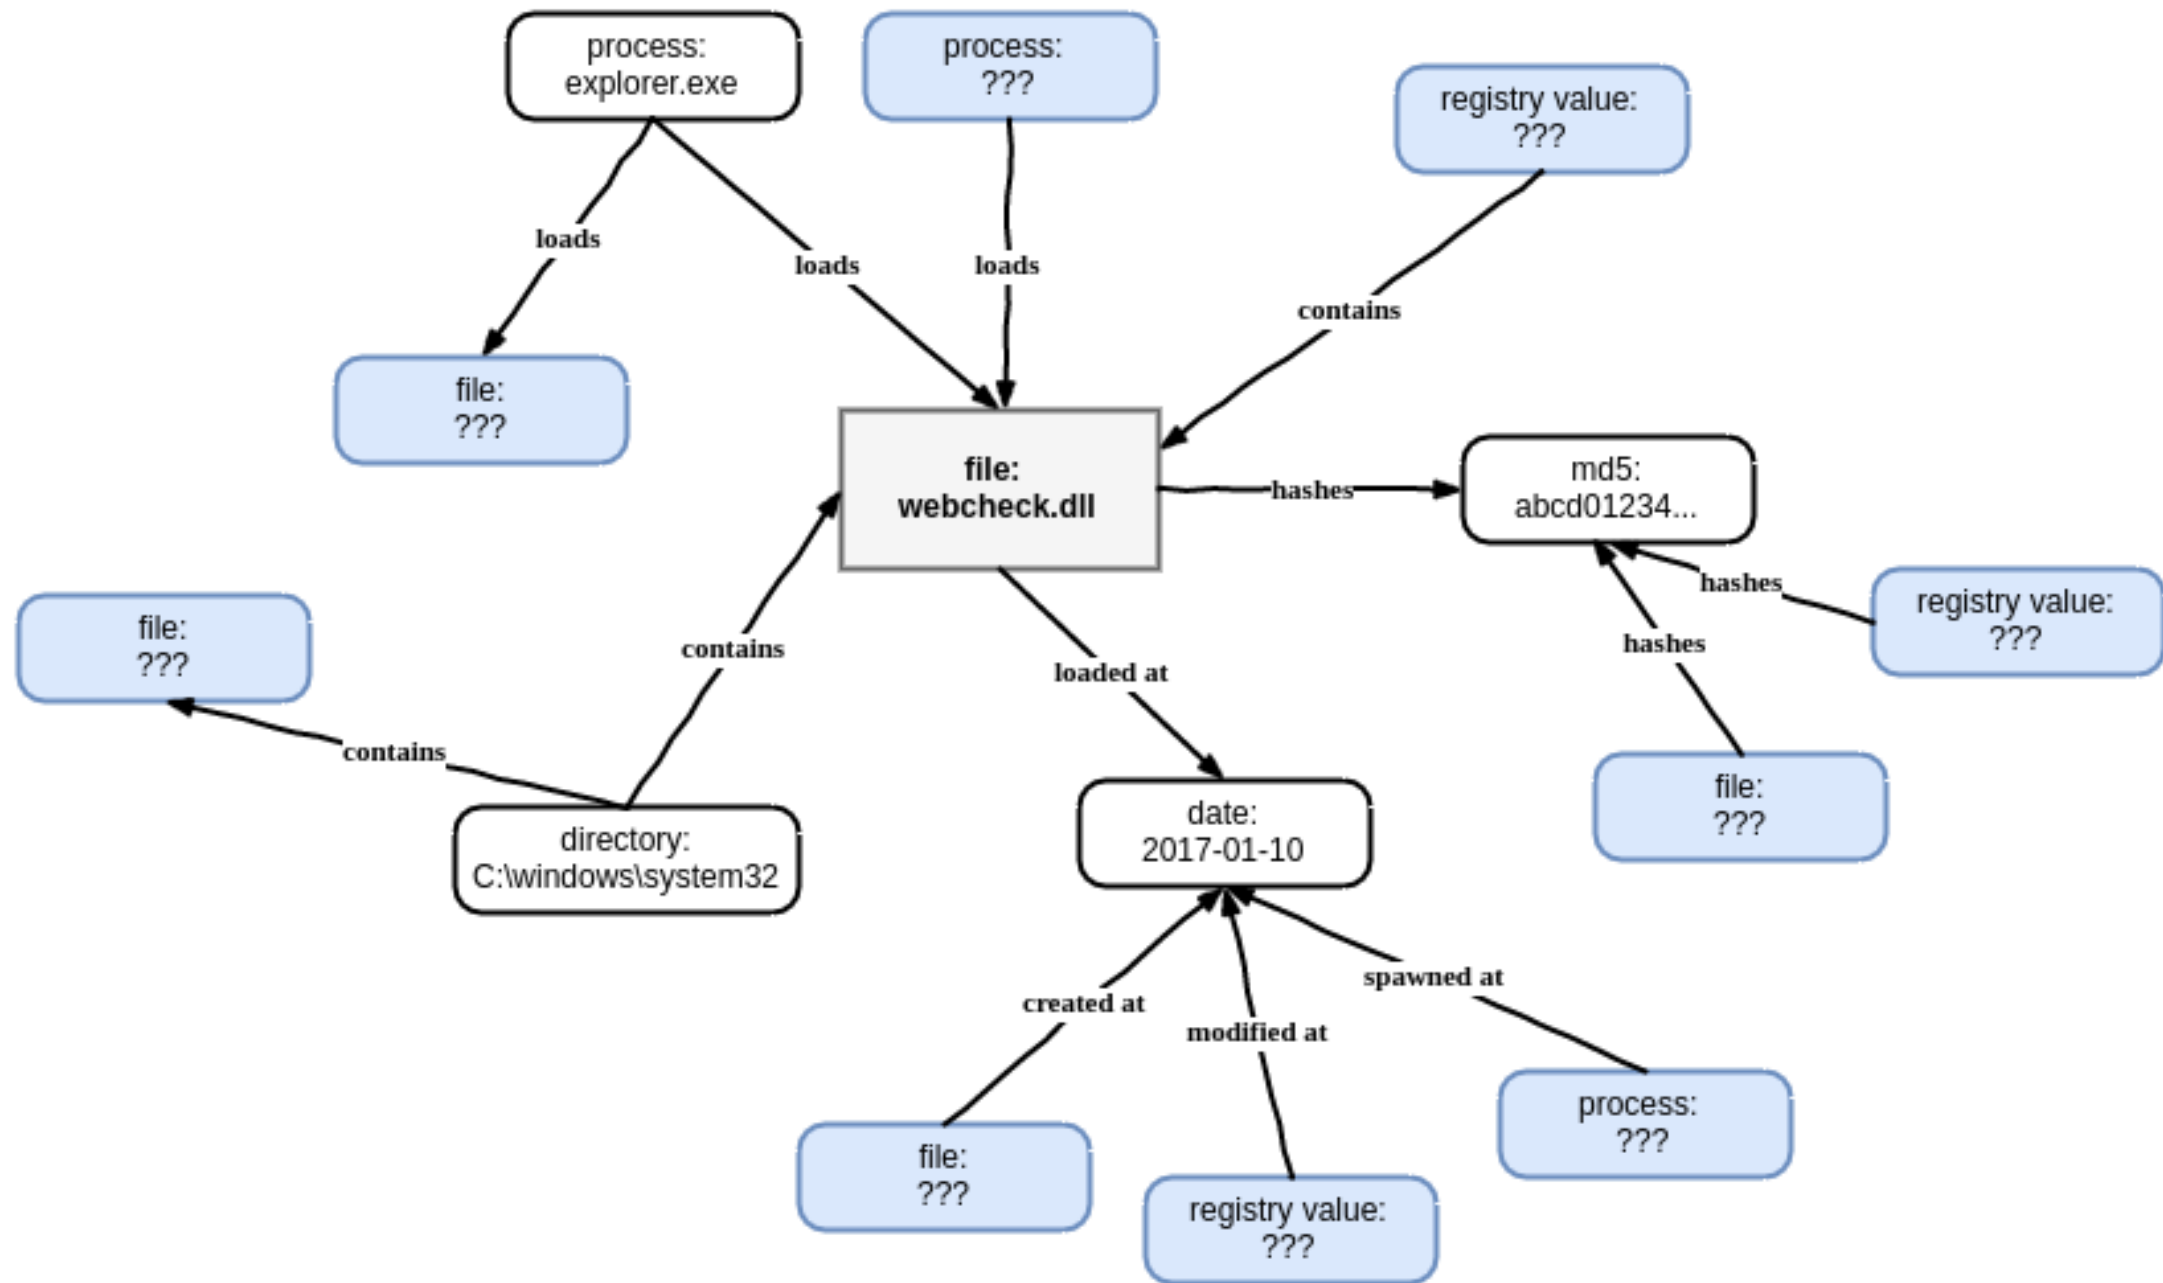 process:
explorer.exe
process:
???
registry value:
???
loads
loads
loads
contains
file:
???
file:
webcheck.dll
hashes
md5:
abcd01234...
hashes
registry value:
???
file:
???
contains
hashes
loaded at
contains
directory:
C:\windows\system32
date:
2017-01-10
file:
???
created at
modified at
spawned at
process:
???
file:
???
registry value:
???